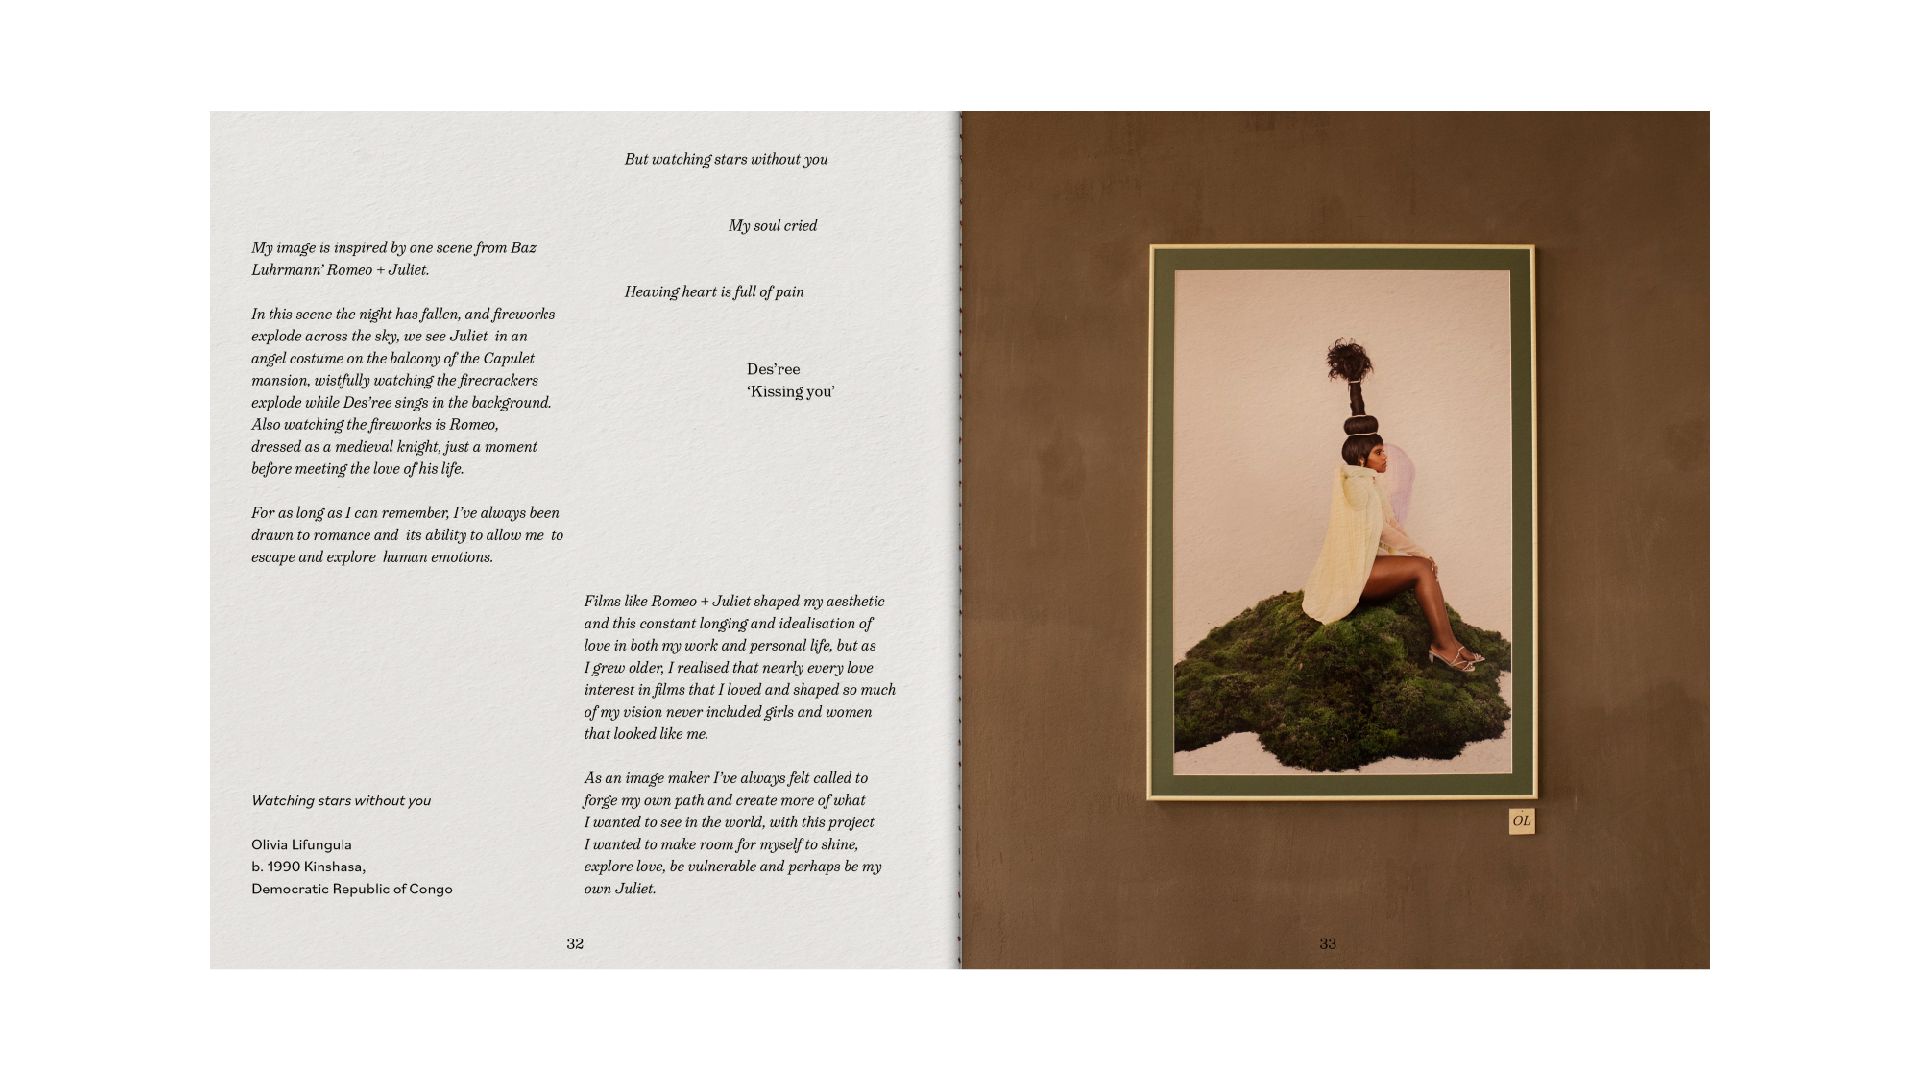 My image is inspired by one scene from Baz
Luhrmann' Romeo + Juliet.
In this scene the night has fallen, and fireworks
explode across the sky, we see Juliet in an
angel costume on the balcony of the Capulet
mansion, wistfully watching the firecrackers
explode while Des'ree sings in the background.
Also watching the fireworks is Romeo,
dressed as a medieval knight, just a moment
before meeting the love of his life.
For as long as I can remember, I've always been
drawn to romance and its ability to allow me to
escape and explore human emotions.
Watching stars without you
Olivia Lifungula
b. 1990 Kinshasa,
Democratic Republic of Congo
But watching stars without you
My soul cried
Heaving heart is full of pain
Des'ree
‘Kissing you’
Films like Romeo + Juliet shaped my aesthetic
and this constant longing and idealisation of
love in both my work and personal life, but as
I grew older, I realised that nearly every love
interest in films that I loved and shaped so much
of my vision never included girls and women
that looked like me.
As an image maker I've always felt called to
forge my own path and create more of what
I wanted to see in the world, with this project
I wanted to make room for myself to shine,
explore love, be vulnerable and perhaps be my
own Juliet.
32
OL
33